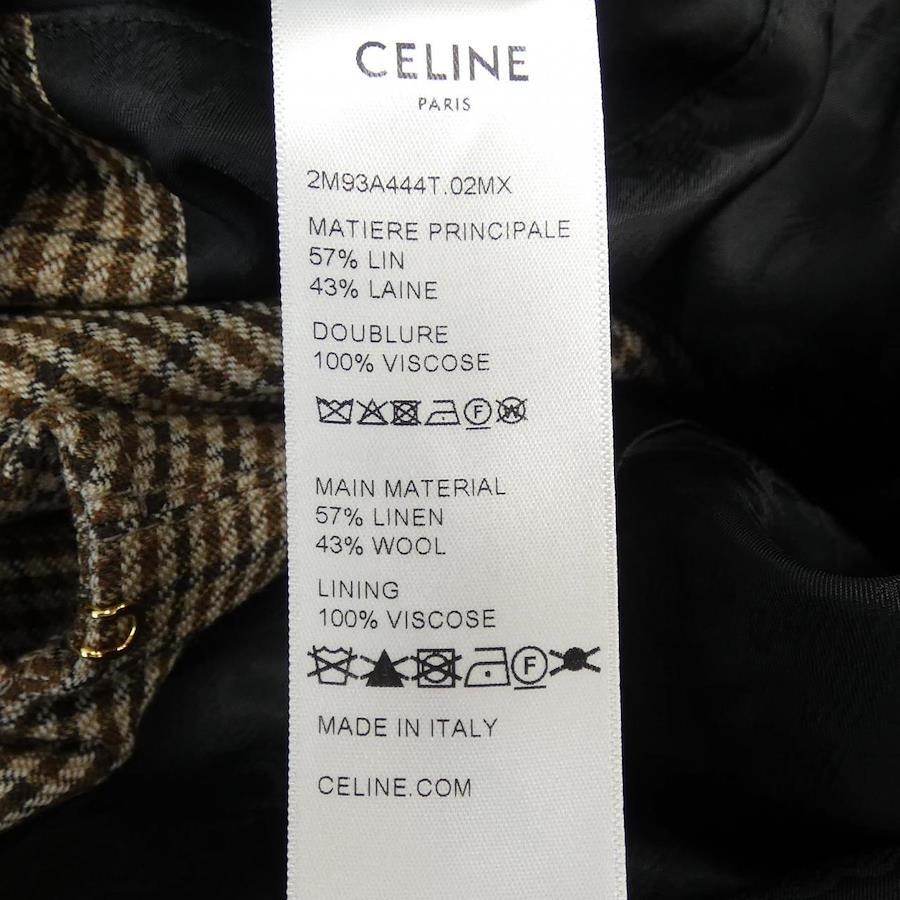 CELINE
PARIS
2M93A444T.02MX
MATIERE PRINCIPALE
57% LIN
43% LAINE
DOUBLURE
100% VISCOSE
F W
MAIN MATERIAL
57% LINEN
43% WOOL
LINING
100% VISCOSE
F
MADE IN ITALY
CELINE.COM